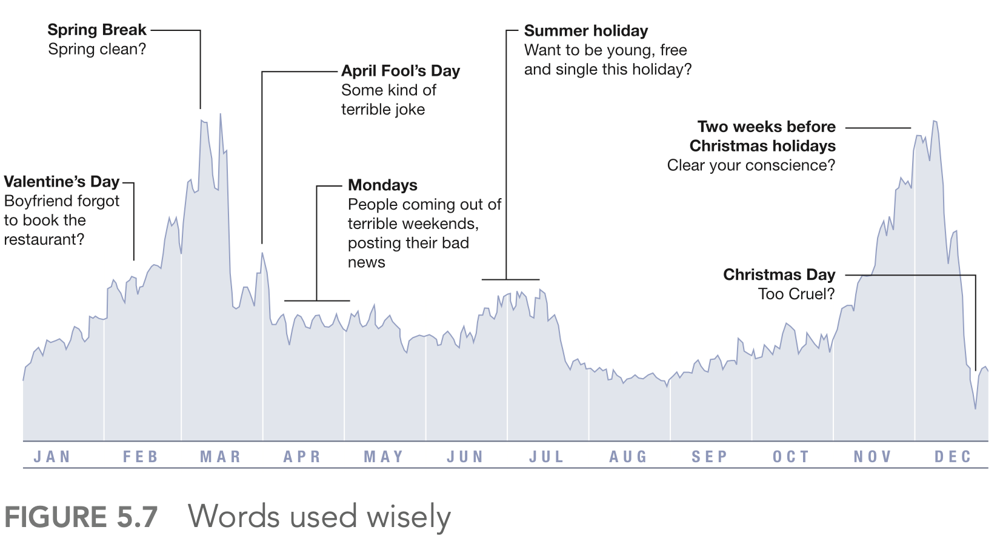 Spring Break
Spring clean?
April Fool’s Day
Some kind of
terrible joke
Summer holiday
Want to be young, free
and single this holiday?
Two weeks before
Christmas holidays
Clear your conscience?
Valentine’s Day
Boyfriend forgot
to book the
restaurant?
Mondays
People coming out of
terrible weekends,
posting their bad
news
Christmas Day
Too Cruel?
JAN FEB MAR APR MAY JUN JUL AUG SEP OCT NOV DEC
FIGURE 5.7 Words used wisely